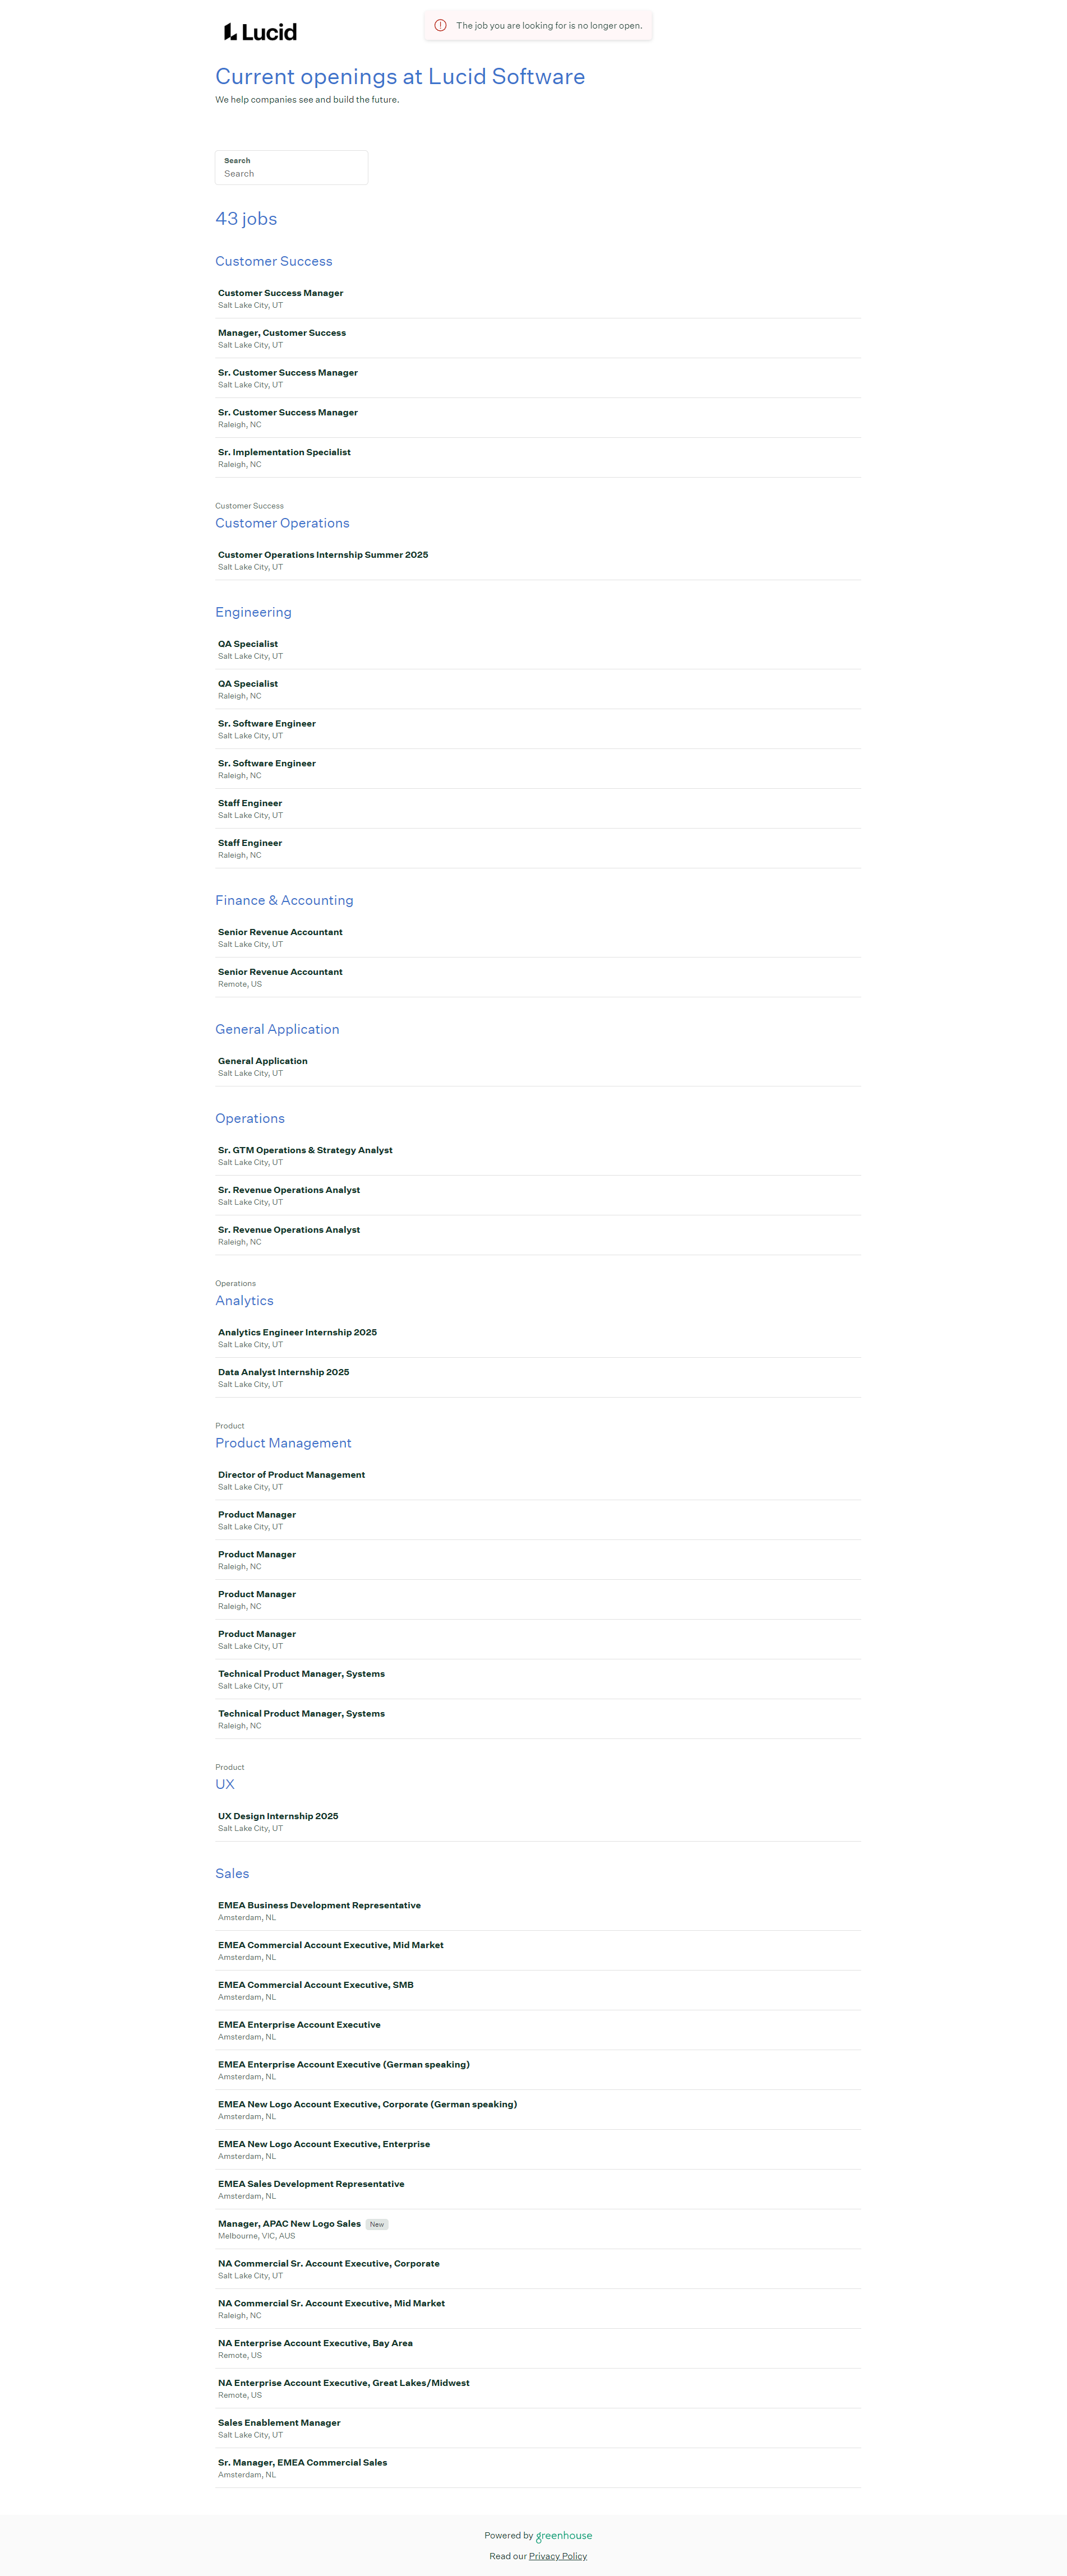 Lucid
The job you are looking for is no longer open.
Current openings at Lucid Software
We help companies see and build the future.
Search
Search
43 jobs
Customer Success
Customer Success Manager
Salt Lake City, UT
Manager, Customer Success
Salt Lake City, UT
Sr. Customer Success Manager
Salt Lake City, UT
Sr. Customer Success Manager
Raleigh, NC
Sr. Implementation Specialist
Raleigh, NC
Customer Success
Customer Operations
Customer Operations Internship Summer 2025
Salt Lake City, UT
Engineering
QA Specialist
Salt Lake City, UT
QA Specialist
Raleigh, NC
Sr. Software Engineer
Salt Lake City, UT
Sr. Software Engineer
Raleigh, NC
Staff Engineer
Salt Lake City, UT
Staff Engineer
Raleigh, NC
Finance & Accounting
Senior Revenue Accountant
Salt Lake City, UT
Senior Revenue Accountant
Remote, US
General Application
General Application
Salt Lake City, UT
Operations
Sr. GTM Operations & Strategy Analyst
Salt Lake City, UT
Sr. Revenue Operations Analyst
Salt Lake City, UT
Sr. Revenue Operations Analyst
Raleigh, NC
Operations
Analytics
Analytics Engineer Internship 2025
Salt Lake City, UT
Data Analyst Internship 2025
Salt Lake City, UT
Product
Product Management
Director of Product Management
Salt Lake City, UT
Product Manager
Salt Lake City, UT
Product Manager
Raleigh, NC
Product Manager
Raleigh, NC
Product Manager
Salt Lake City, UT
Technical Product Manager, Systems
Salt Lake City, UT
Technical Product Manager, Systems
Raleigh, NC
Product
UX
UX Design Internship 2025
Salt Lake City, UT
Sales
EMEA Business Development Representative
Amsterdam, NL
EMEA Commercial Account Executive, Mid Market
Amsterdam, NL
EMEA Commercial Account Executive, SMB
Amsterdam, NL
EMEA Enterprise Account Executive
Amsterdam, NL
EMEA Enterprise Account Executive (German speaking)
Amsterdam, NL
EMEA New Logo Account Executive, Corporate (German speaking)
Amsterdam, NL
EMEA New Logo Account Executive, Enterprise
Amsterdam, NL
EMEA Sales Development Representative
Amsterdam, NL
Manager, APAC New Logo Sales New
Melbourne, VIC, AUS
NA Commercial Sr. Account Executive, Corporate
Salt Lake City, UT
NA Commercial Sr. Account Executive, Mid Market
Raleigh, NC
NA Enterprise Account Executive, Bay Area
Remote, US
NA Enterprise Account Executive, Great Lakes/Midwest
Remote, US
Sales Enablement Manager
Salt Lake City, UT
Sr. Manager, EMEA Commercial Sales
Amsterdam, NL
Powered by greenhouse
Read our Privacy Policy